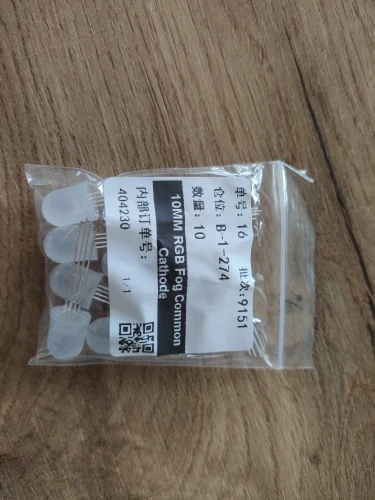 单号: 16 批次:9151
仓位: B-1-274
数量: 10
10MM RGB Fog Common
Cathode
内部订单号:
404230 1/1